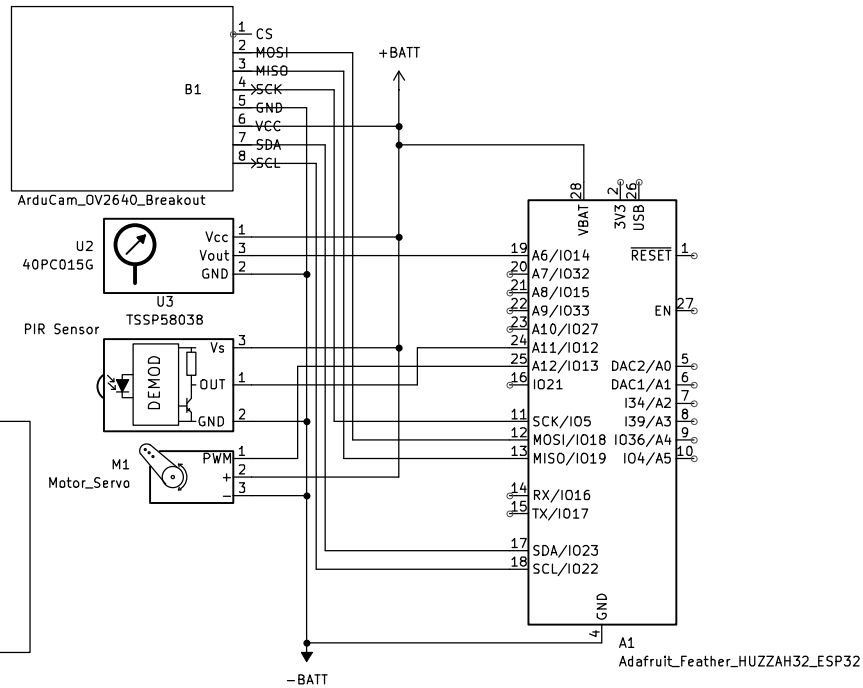 1 CS
2 MOSI
3 MISO
B1
4 SCK
5 GND
6 VCC
7 SDA
8 SCL
ArduCam_OV2640_Breakout
+BATT
U2
40PC015G
Vcc 1
Vout 3
GND 2
U3
TSSP58038
PIR Sensor
DEMOD
Vs 3
OUT 1
GND 2
M1
Motor_Servo
PWM 1
+ 2
- 3
28 VBAT
2 3V3
26 USB
19 A6/IO14
20 A7/IO32
21 A8/IO15
22 A9/IO33
23 A10/IO27
24 A11/IO12
25 A12/IO13
16 IO21
11 SCK/IO5
12 MOSI/IO18
13 MISO/IO19
14 RX/IO16
15 TX/IO17
17 SDA/IO23
18 SCL/IO22
RESET 1
EN 27
DAC2/A0 5
DAC1/A1 6
I34/A2 7
I39/A3 8
IO36/A4 9
IO4/A5 10
GND 4
A1
Adafruit_Feather_HUZZAH32_ESP32
-BATT